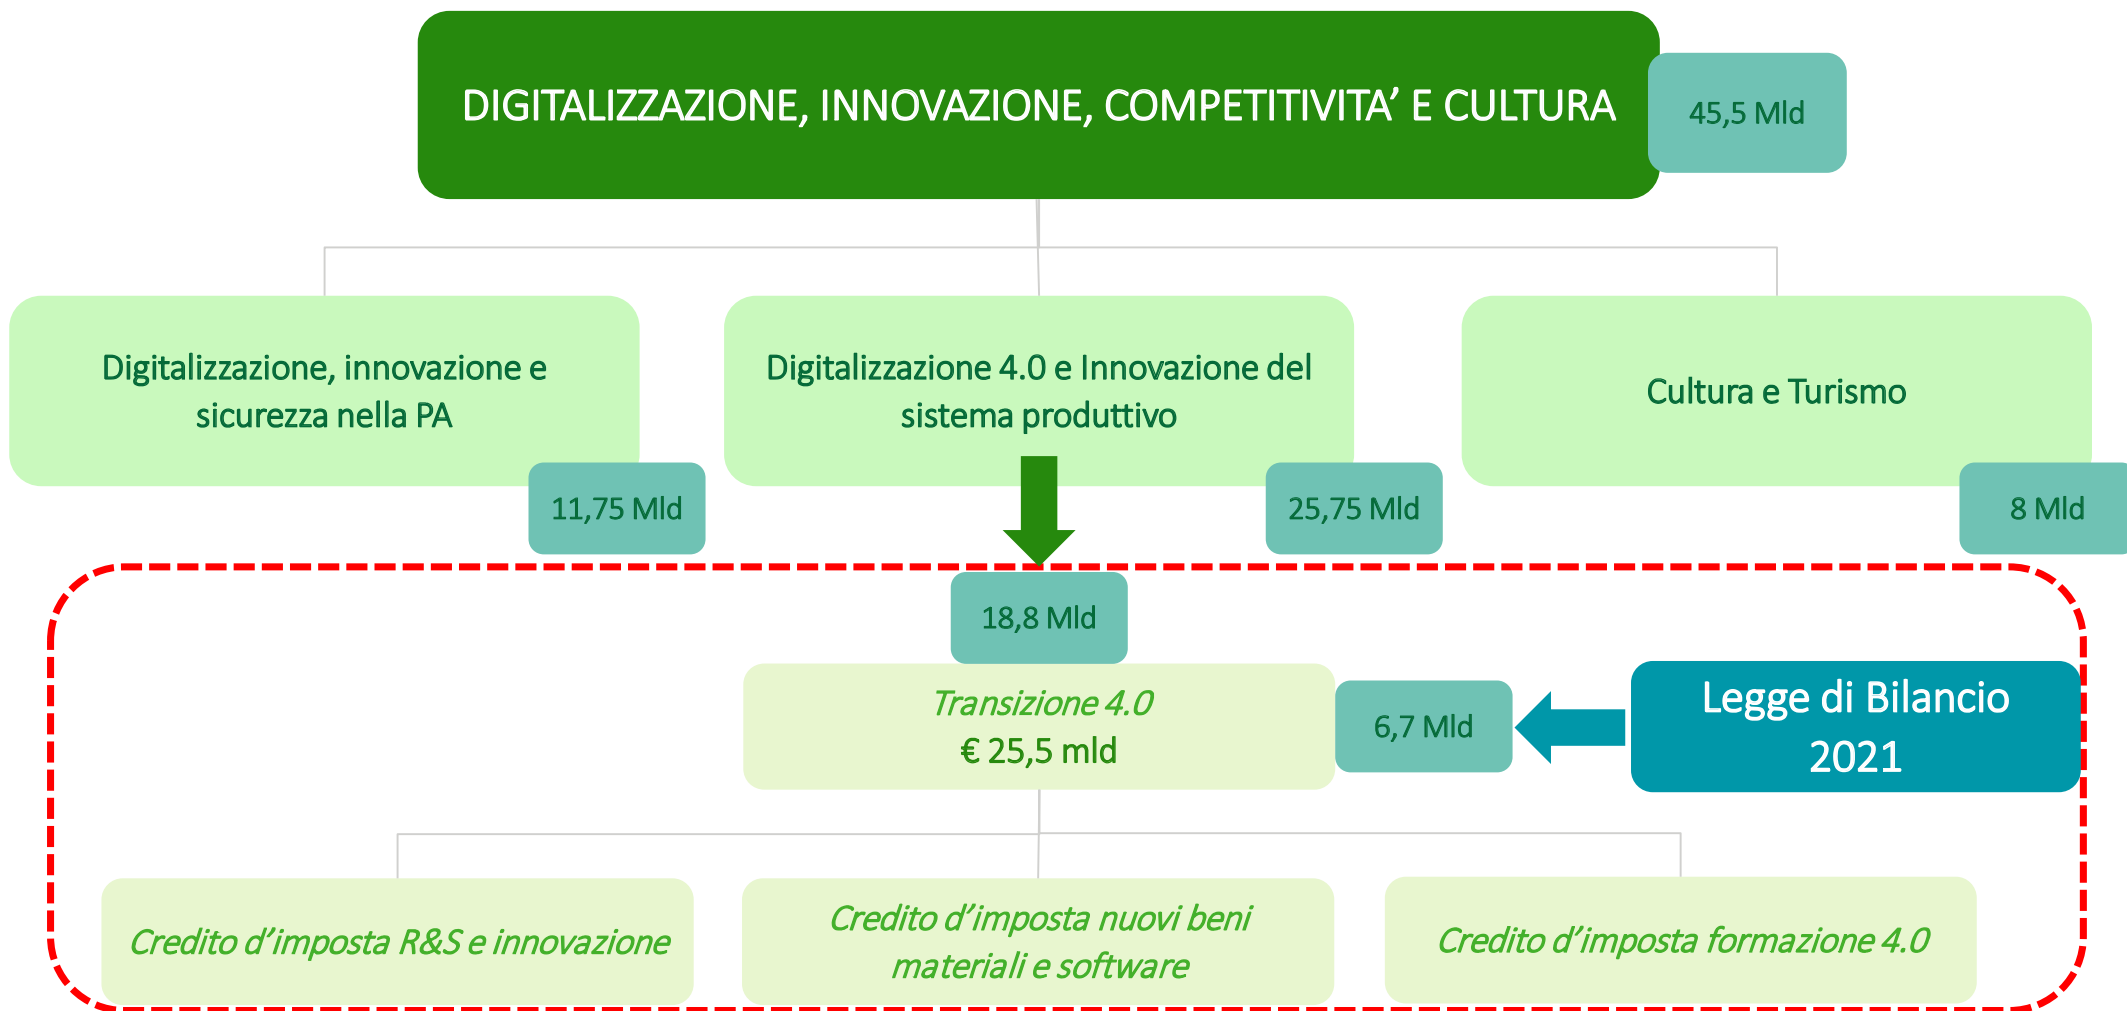 DIGITALIZZAZIONE, INNOVAZIONE, COMPETITIVITA’ E CULTURA
45,5 Mld
Digitalizzazione, innovazione e
sicurezza nella PA
11,75 Mld
Digitalizzazione 4.0 e Innovazione del
sistema produttivo
25,75 Mld
Cultura e Turismo
8 Mld
18,8 Mld
Transizione 4.0
€ 25,5 mld
6,7 Mld
Legge di Bilancio
2021
Credito d’imposta R&S e innovazione
Credito d’imposta nuovi beni
materiali e software
Credito d’imposta formazione 4.0